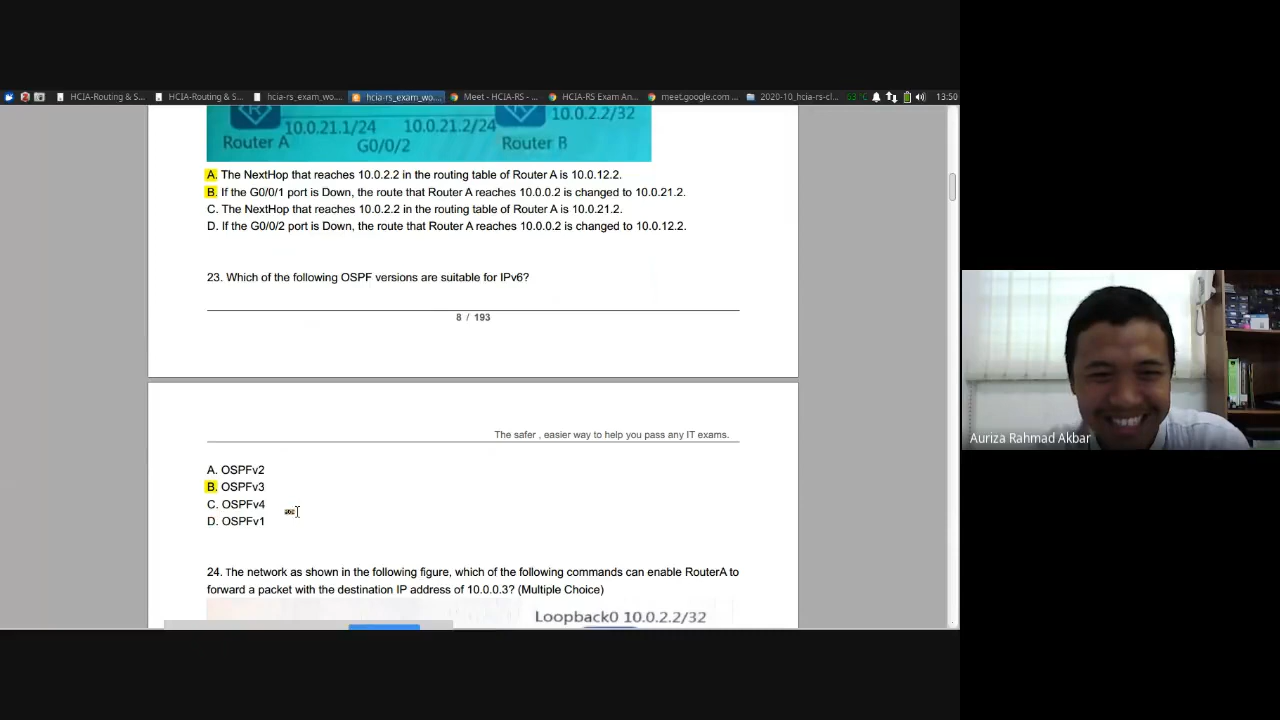 HCIA-Routing & S... HCIA-Routing & S... hcia-rs_exam_wo... hcia-rs_exam_wo.... Meet - HCIA-RS - ... HCIA-RS Exam An... meet.google.com ... 2020-10_hcia-rs-cl... 63°C 13:50
10.0.2.2/32
10.0.21.1/24 10.0.21.2/24
Router A G0/0/2 Router B
A. The NextHop that reaches 10.0.2.2 in the routing table of Router A is 10.0.12.2.
B. If the G0/0/1 port is Down, the route that Router A reaches 10.0.0.2 is changed to 10.0.21.2.
C. The NextHop that reaches 10.0.2.2 in the routing table of Router A is 10.0.21.2.
D. If the G0/0/2 port is Down, the route that Router A reaches 10.0.0.2 is changed to 10.0.12.2.
23. Which of the following OSPF versions are suitable for IPv6?
8 / 193
The safer , easier way to help you pass any IT exams.
A. OSPFv2
B. OSPFv3
C. OSPFv4
D. OSPFv1
24. The network as shown in the following figure, which of the following commands can enable RouterA to
forward a packet with the destination IP address of 10.0.0.3? (Multiple Choice)
Loopback0 10.0.2.2/32
Auriza Rahmad Akbar